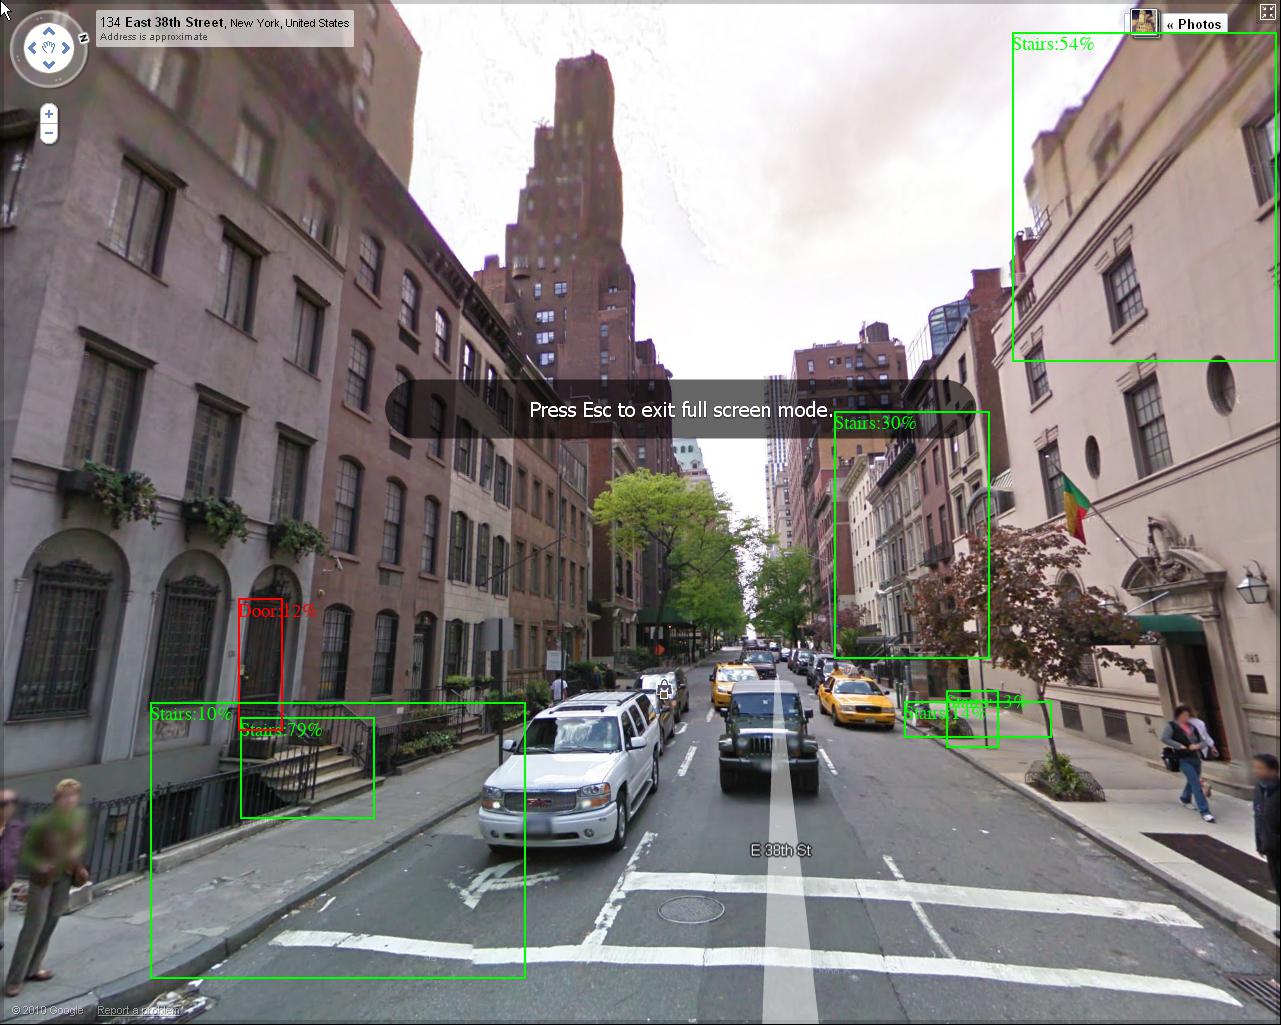 134 East 38th Street, New York, United States
Address is approximate
« Photos
Stairs:54%
Press Esc to exit full screen mode.
Stairs:30%
Door:12%
Stairs:10%
Stairs:79%
E 38th St
© 2010 Google
Report a problem